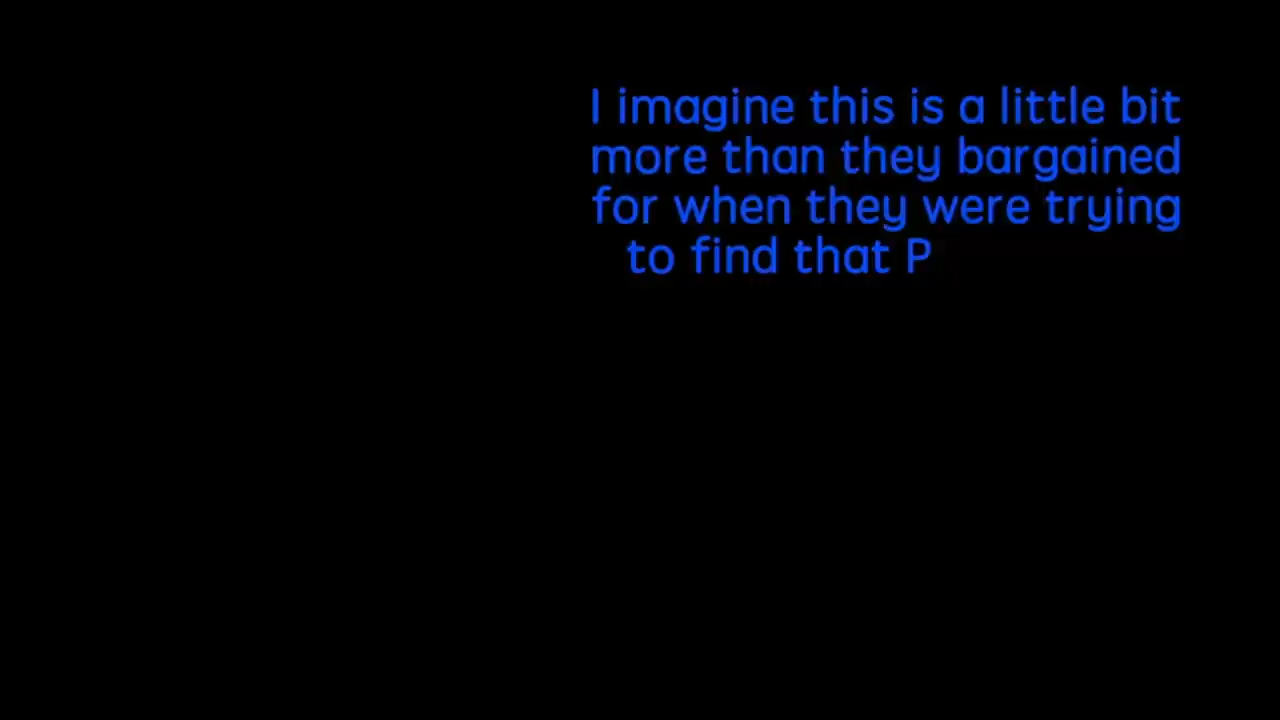 I imagine this is a little bit
more than they bargained
for when they were trying
to find that P